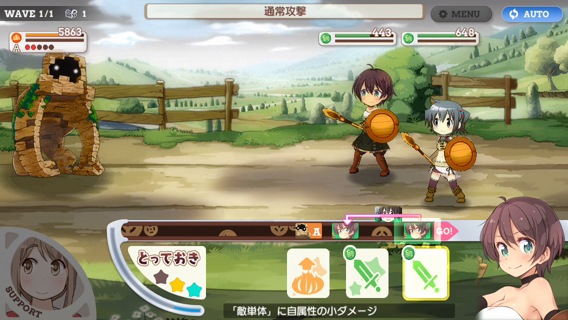 WAVE 1/1
1
通常攻撃
MENU
AUTO
5863
A
443
648
A
GO!
とっておき
SUPPORT
「敵単体」に自属性の小ダメージ